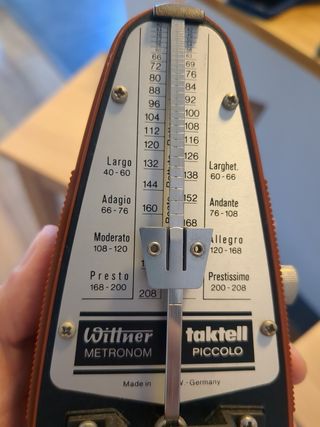 66
69
72
76
80
84
88
92
96
100
104
108
112
116
120
126
132
144
152
160
168
208
Largo
40 - 60
Larghet.
60 - 66
Adagio
66 - 76
Andante
76 - 108
Moderato
108 - 120
Allegro
120 - 168
Presto
168 - 200
Prestissimo
200 - 208
Wittner taktell
METRONOM PICCOLO
Made in W.-Germany